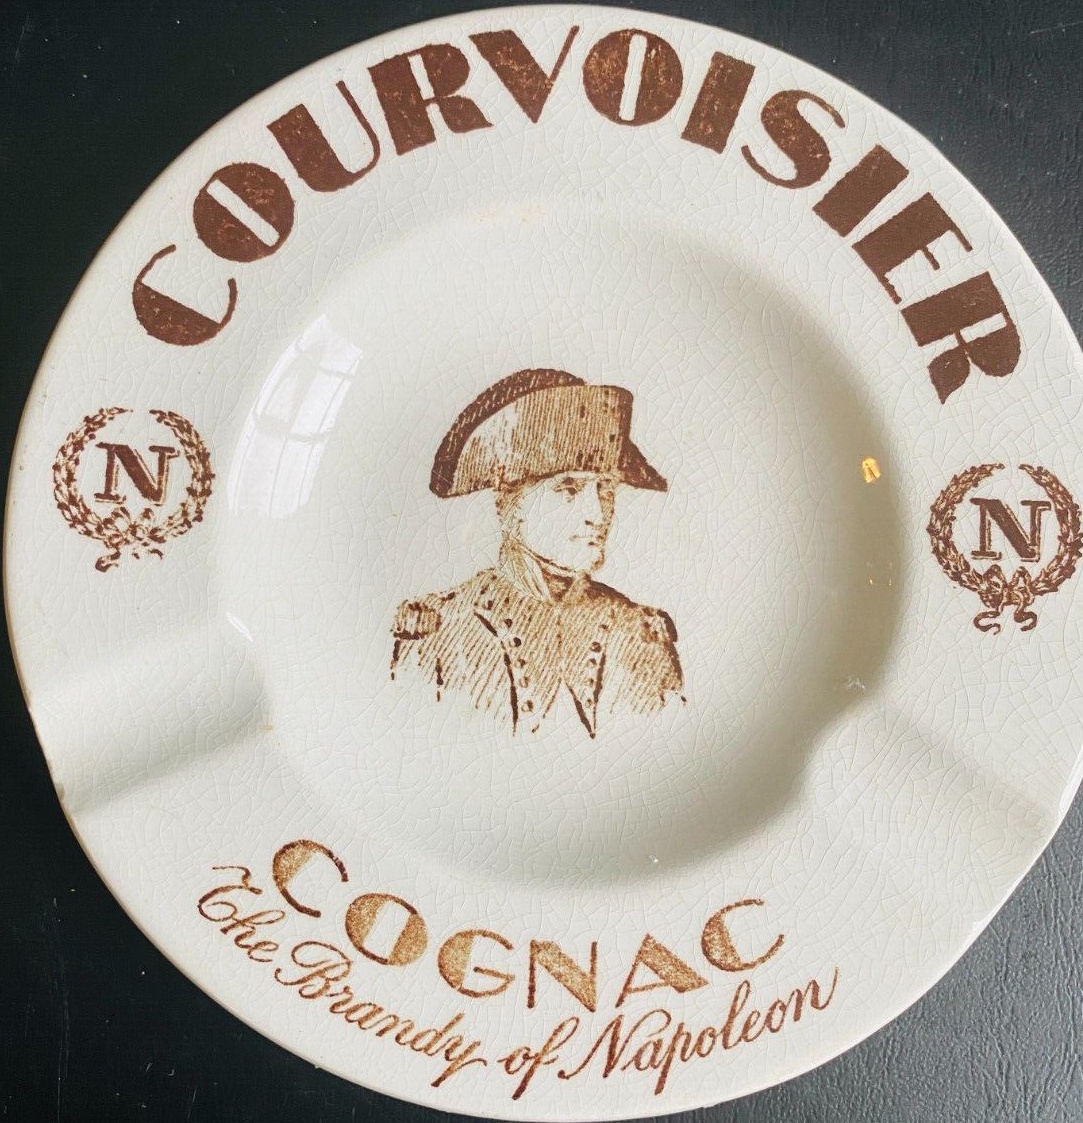 COURVOISIER
N
N
COGNAC
The Brandy of Napoleon